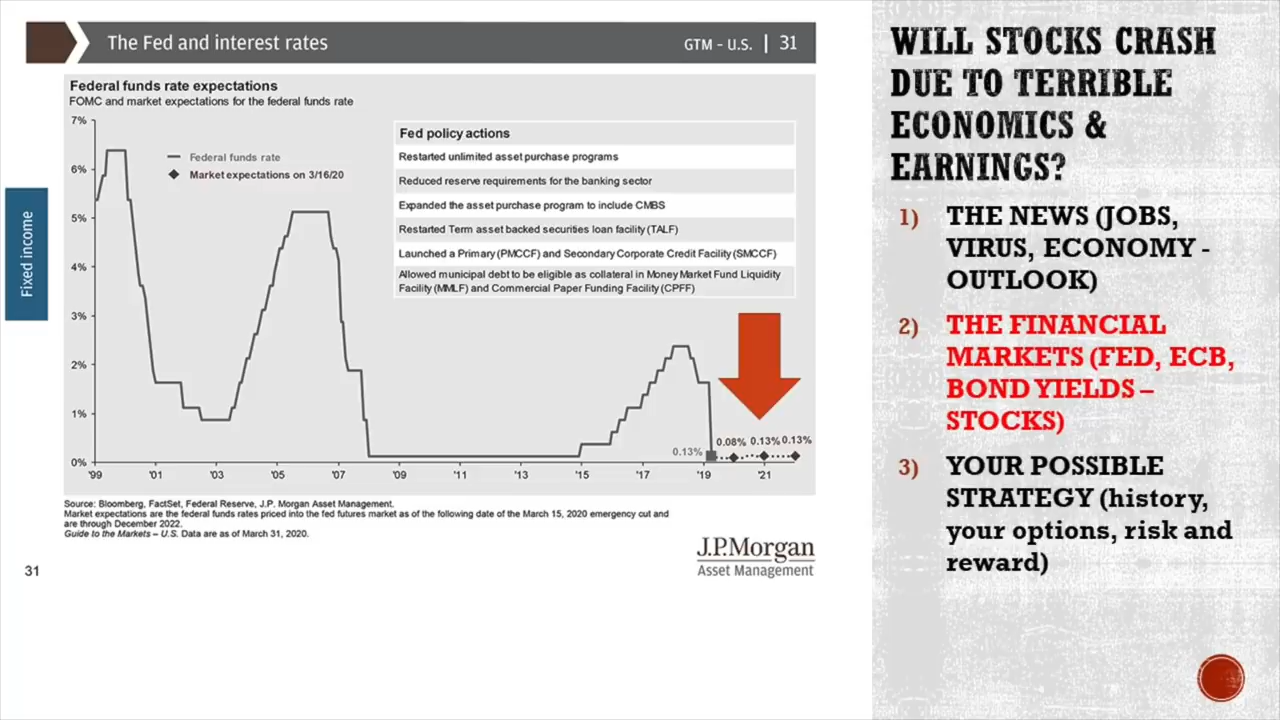 The Fed and interest rates
GTM – U.S. | 31
Fixed income
Federal funds rate expectations
FOMC and market expectations for the federal funds rate
7%
6%
5%
4%
3%
2%
1%
0%
Federal funds rate
Market expectations on 3/16/20
Fed policy actions
Restarted unlimited asset purchase programs
Reduced reserve requirements for the banking sector
Expanded the asset purchase program to include CMBS
Restarted Term asset backed securities loan facility (TALF)
Launched a Primary (PMCCF) and Secondary Corporate Credit Facility (SMCCF)
Allowed municipal debt to be eligible as collateral in Money Market Fund Liquidity
Facility (MMLF) and Commercial Paper Funding Facility (CPFF)
0.13% 0.08% 0.13% 0.13%
'99 '01 '03 '05 '07 '09 '11 '13 '15 '17 '19 '21
Source: Bloomberg, FactSet, Federal Reserve, J.P. Morgan Asset Management.
Market expectations are the federal funds rates priced into the fed futures market as of the following date of the March 15, 2020 emergency cut and
are through December 2022.
Guide to the Markets – U.S. Data are as of March 31, 2020.
J.P.Morgan
Asset Management
31
WILL STOCKS CRASH
DUE TO TERRIBLE
ECONOMICS &
EARNINGS?
1) THE NEWS (JOBS,
VIRUS, ECONOMY -
OUTLOOK)
2) THE FINANCIAL
MARKETS (FED, ECB,
BOND YIELDS –
STOCKS)
3) YOUR POSSIBLE
STRATEGY (history,
your options, risk and
reward)